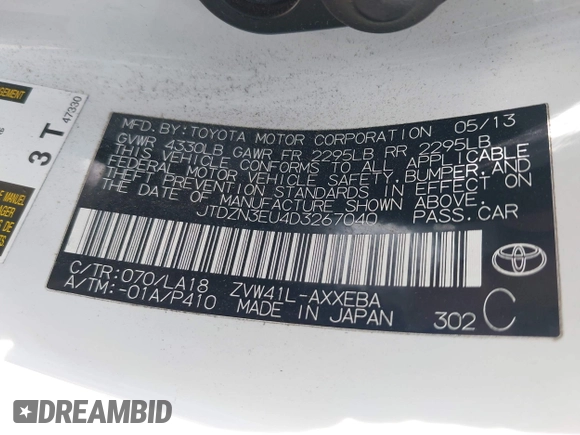 MFD. BY: TOYOTA MOTOR CORPORATION 05/13
GVWR 4330LB GAWR FR 2295LB RR 2295LB
THIS VEHICLE CONFORMS TO ALL APPLICABLE
FEDERAL MOTOR VEHICLE SAFETY, BUMPER, AND
THEFT PREVENTION STANDARDS IN EFFECT ON
THE DATE OF MANUFACTURE SHOWN ABOVE.
JTDZN3EU4D3267040 PASS. CAR
C/TR: 070/LA18 ZVW41L-AXXEBA
A/TM: -01A/P410 MADE IN JAPAN 302 C
TOYOTA
3 T
47330
DREAMBID